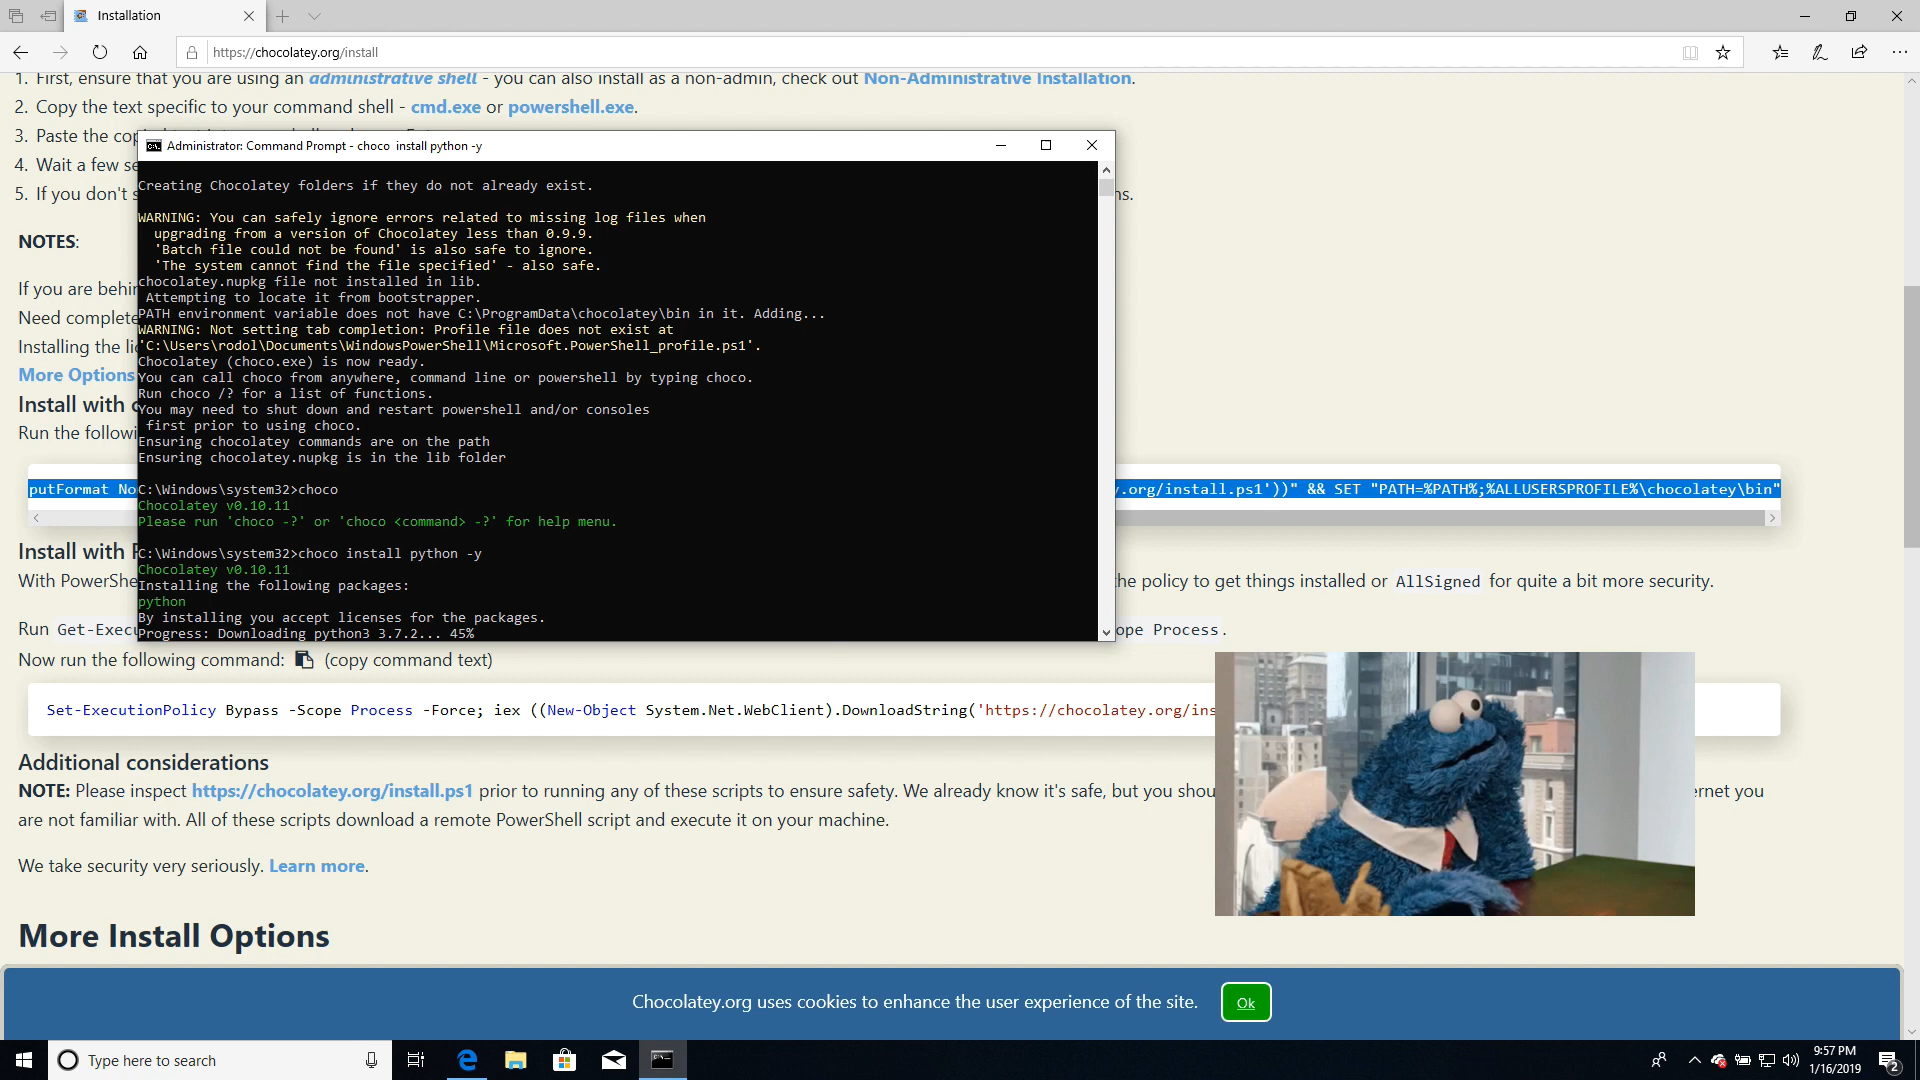 Installation
https://chocolatey.org/install
1. First, ensure that you are using an administrative shell - you can also install as a non-admin, check out Non-Administrative Installation.
2. Copy the text specific to your command shell - cmd.exe or powershell.exe.
3. Paste the
4. Wait a few
5. If you don't
ns.
Administrator: Command Prompt - choco  install python -y
Creating Chocolatey folders if they do not already exist.
WARNING: You can safely ignore errors related to missing log files when
upgrading from a version of Chocolatey less than 0.9.9.
'Batch file could not be found' is also safe to ignore.
'The system cannot find the file specified' - also safe.
chocolatey.nupkg file not installed in lib.
Attempting to locate it from bootstrapper.
PATH environment variable does not have C:\ProgramData\chocolatey\bin in it. Adding...
WARNING: Not setting tab completion: Profile file does not exist at
'C:\Users\rodol\Documents\WindowsPowerShell\Microsoft.PowerShell_profile.ps1'.
Chocolatey (choco.exe) is now ready.
You can call choco from anywhere, command line or powershell by typing choco.
Run choco /? for a list of functions.
You may need to shut down and restart powershell and/or consoles
first prior to using choco.
Ensuring chocolatey commands are on the path
Ensuring chocolatey.nupkg is in the lib folder
C:\Windows\system32>choco
Chocolatey v0.10.11
Please run 'choco -?' or 'choco <command> -?' for help menu.
C:\Windows\system32>choco install python -y
Chocolatey v0.10.11
Installing the following packages:
python
By installing you accept licenses for the packages.
Progress: Downloading python3 3.7.2... 45%
NOTES:
If you are behi
Need complete
Installing the li
More Options
Install with
Run the followi
putFormat No
y.org/install.ps1'))" && SET "PATH=%PATH%;%ALLUSERSPROFILE%\chocolatey\bin"
Install with
With PowerShe
he policy to get things installed or AllSigned for quite a bit more security.
Run Get-Execu
ope Process.
Now run the following command: (copy command text)
Set-ExecutionPolicy Bypass -Scope Process -Force; iex ((New-Object System.Net.WebClient).DownloadString('https://chocolatey.org/ins
Additional considerations
NOTE: Please inspect https://chocolatey.org/install.ps1 prior to running any of these scripts to ensure safety. We already know it's safe, but you shou
ernet you
are not familiar with. All of these scripts download a remote PowerShell script and execute it on your machine.
We take security very seriously. Learn more.
More Install Options
Chocolatey.org uses cookies to enhance the user experience of the site.
Ok
Type here to search
9:57 PM
1/16/2019
2